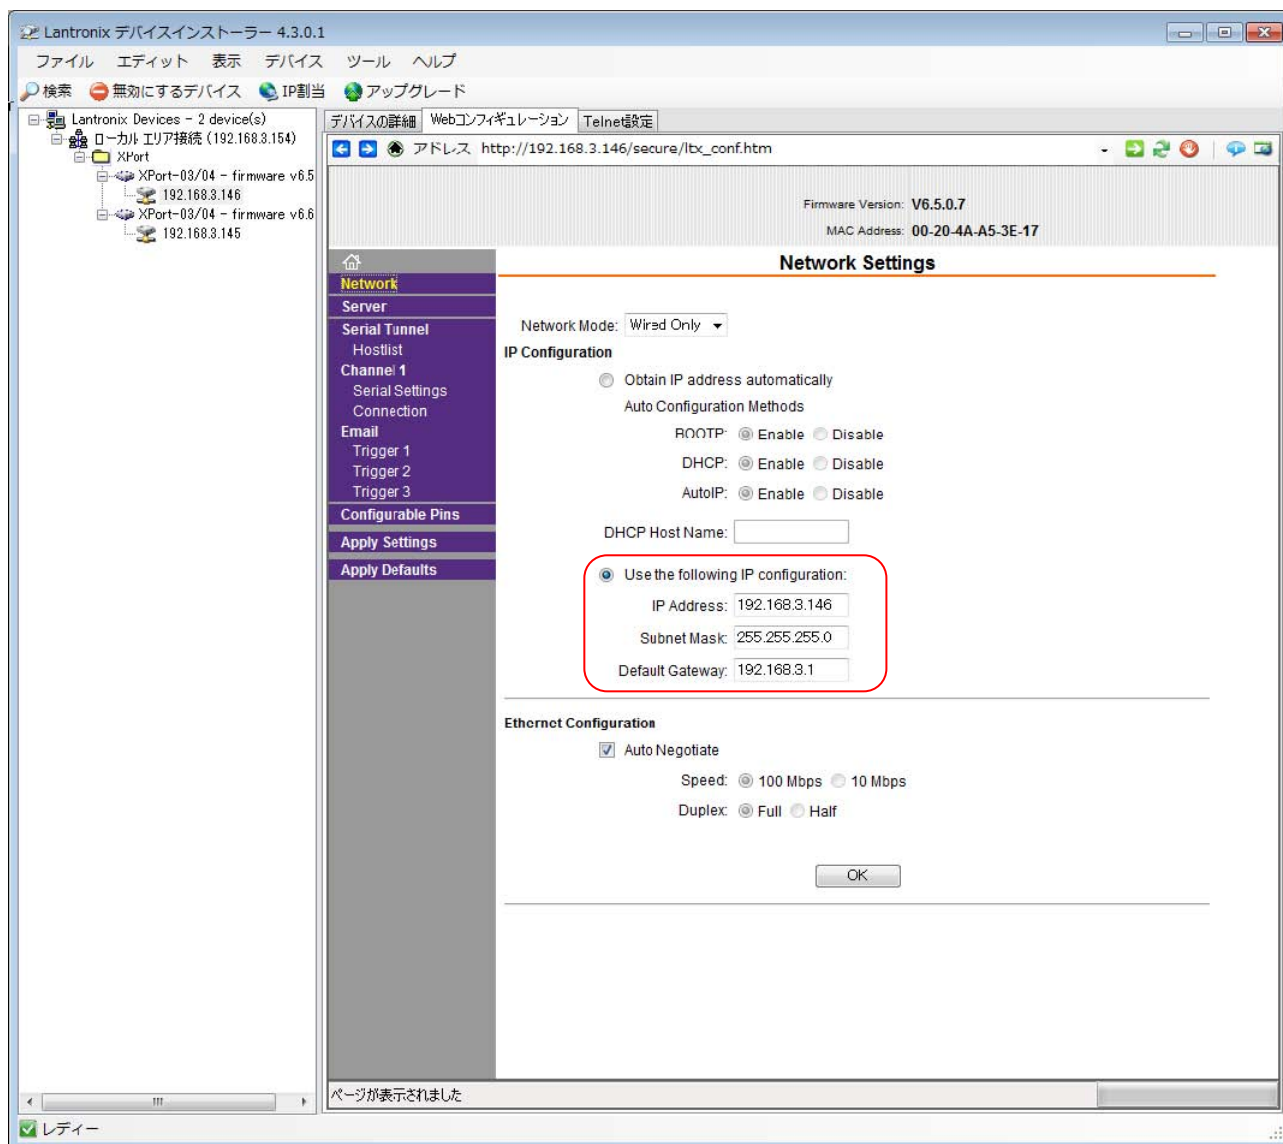 Lantronix デバイスインストーラー 4.3.0.1
ファイル エディット 表示 デバイス ツール ヘルプ
検索 無効にするデバイス IP割当 アップグレード
Lantronix Devices - 2 device(s)
ローカル エリア接続 (192.168.3.154)
XPort
XPort-03/04 - firmware v6.5
192.168.3.146
XPort-03/04 - firmware v6.6
192.168.3.145
デバイスの詳細 Webコンフィギュレーション Telnet設定
アドレス http://192.168.3.146/secure/ltx_conf.htm
Firmware Version: V6.5.0.7
MAC Address: 00-20-4A-A5-3E-17
Network
Server
Serial Tunnel
Hostlist
Channel 1
Serial Settings
Connection
Email
Trigger 1
Trigger 2
Trigger 3
Configurable Pins
Apply Settings
Apply Defaults
Network Settings
Network Mode: Wired Only
IP Configuration
Obtain IP address automatically
Auto Configuration Methods
BOOTP: Enable Disable
DHCP: Enable Disable
AutoIP: Enable Disable
DHCP Host Name:
Use the following IP configuration:
IP Address: 192.168.3.146
Subnet Mask: 255.255.255.0
Default Gateway: 192.168.3.1
Ethernet Configuration
Auto Negotiate
Speed: 100 Mbps 10 Mbps
Duplex: Full Half
OK
ページが表示されました
レディー